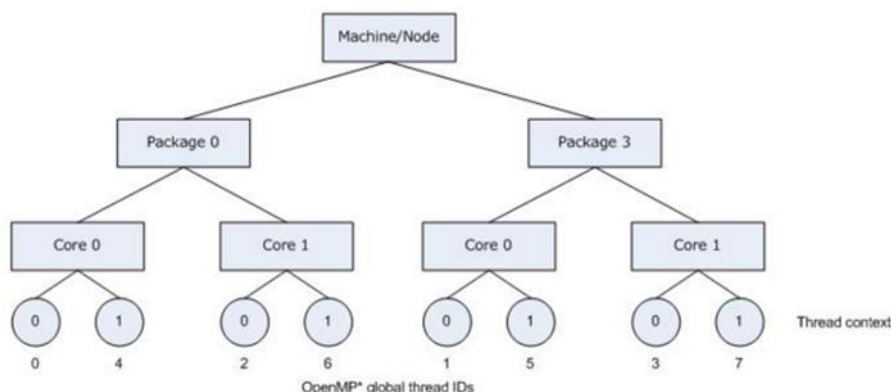 Machine/Node
Package 0 Package 3
Core 0 Core 1 Core 0 Core 1
0 1 0 1 0 1 0 1 Thread context
0 4 2 6 1 5 3 7
OpenMP* global thread IDs